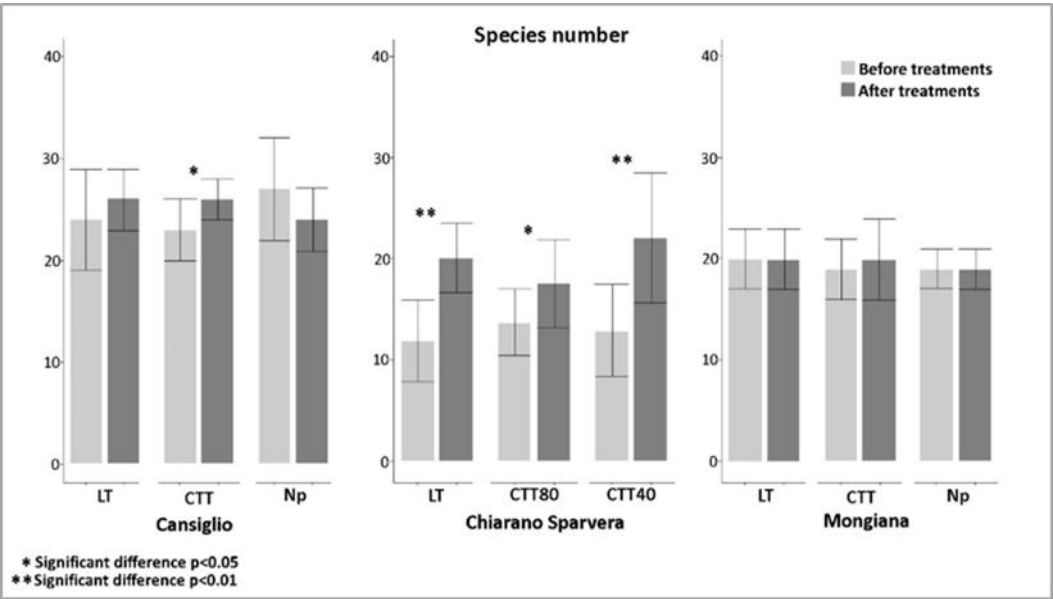 Species number
Before treatments
After treatments
40
30
20
10
0
*
LT
CTT
Np
Cansiglio
40
30
20
10
0
**
*
**
LT
CTT80
CTT40
Chiarano Sparvera
40
30
20
10
0
LT
CTT
Np
Mongiana
* Significant difference p<0.05
**Significant difference p<0.01